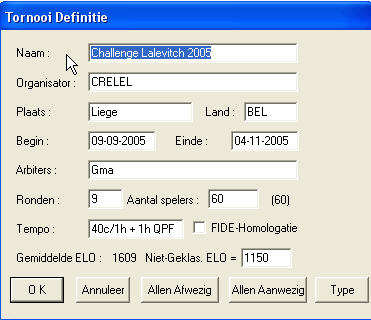 Tornooi Definitie
Naam : Challenge Lalevitch 2005
Organisator : CRELEL
Plaats : Liege Land : BEL
Begin : 09-09-2005 Einde : 04-11-2005
Arbiters : Gma
Ronden : 9 Aantal spelers : 60 (60)
Tempo : 40c/1h + 1h QPF FIDE-Homologatie
Gemiddelde ELO : 1609 Niet-Geklas. ELO = 1150
O K Annuleer Allen Afwezig Allen Aanwezig Type